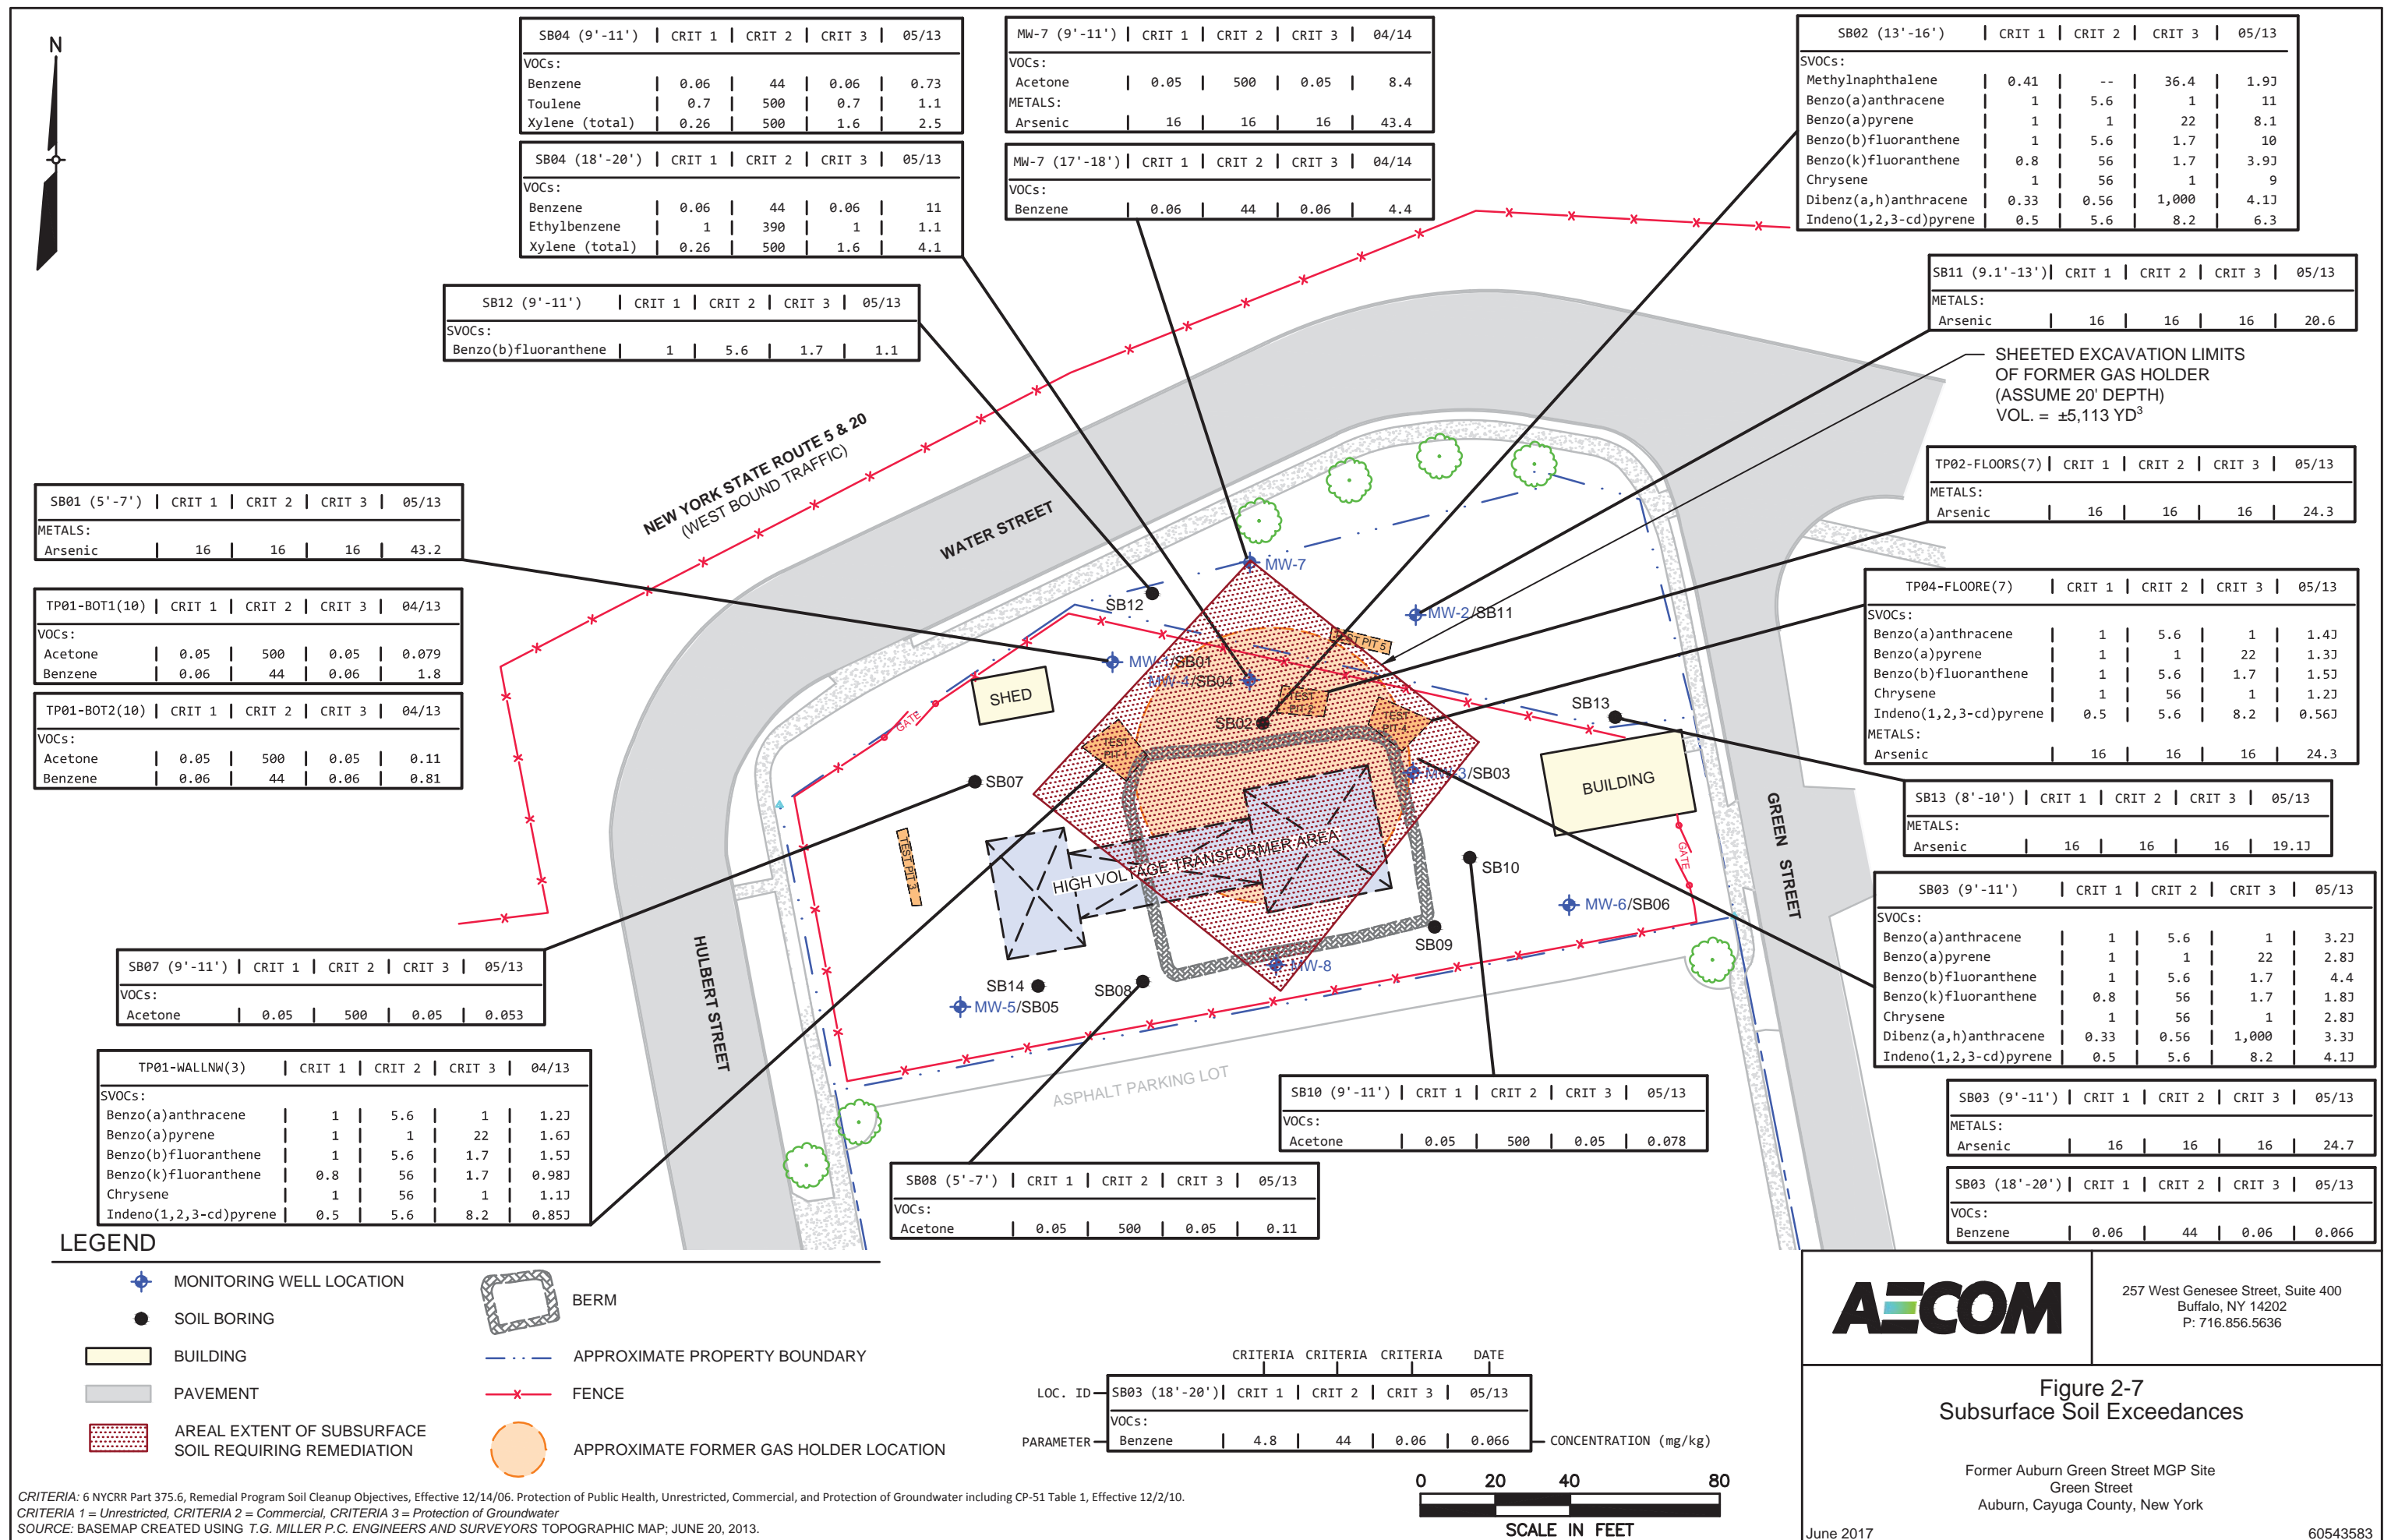 N
SB04 (9'-11') | CRIT 1 | CRIT 2 | CRIT 3 | 05/13
VOCs:
Benzene | 0.06 | 44 | 0.06 | 0.73
Toulene | 0.7 | 500 | 0.7 | 1.1
Xylene (total) | 0.26 | 500 | 1.6 | 2.5
SB04 (18'-20') | CRIT 1 | CRIT 2 | CRIT 3 | 05/13
VOCs:
Benzene | 0.06 | 44 | 0.06 | 11
Ethylbenzene | 1 | 390 | 1 | 1.1
Xylene (total) | 0.26 | 500 | 1.6 | 4.1
MW-7 (9'-11') | CRIT 1 | CRIT 2 | CRIT 3 | 04/14
VOCs:
Acetone | 0.05 | 500 | 0.05 | 8.4
METALS:
Arsenic | 16 | 16 | 16 | 43.4
MW-7 (17'-18') | CRIT 1 | CRIT 2 | CRIT 3 | 04/14
VOCs:
Benzene | 0.06 | 44 | 0.06 | 4.4
SB02 (13'-16') | CRIT 1 | CRIT 2 | CRIT 3 | 05/13
SVOCs:
Methylnaphthalene | 0.41 | -- | 36.4 | 1.9J
Benzo(a)anthracene | 1 | 5.6 | 1 | 11
Benzo(a)pyrene | 1 | 1 | 22 | 8.1
Benzo(b)fluoranthene | 1 | 5.6 | 1.7 | 10
Benzo(k)fluoranthene | 0.8 | 56 | 1.7 | 3.9J
Chrysene | 1 | 56 | 1 | 9
Dibenz(a,h)anthracene | 0.33 | 0.56 | 1,000 | 4.1J
Indeno(1,2,3-cd)pyrene | 0.5 | 5.6 | 8.2 | 6.3
SB12 (9'-11') | CRIT 1 | CRIT 2 | CRIT 3 | 05/13
SVOCs:
Benzo(b)fluoranthene | 1 | 5.6 | 1.7 | 1.1
SB11 (9.1'-13') | CRIT 1 | CRIT 2 | CRIT 3 | 05/13
METALS:
Arsenic | 16 | 16 | 16 | 20.6
SHEETED EXCAVATION LIMITS
OF FORMER GAS HOLDER
(ASSUME 20' DEPTH)
VOL. = ±5,113 YD³
SB01 (5'-7') | CRIT 1 | CRIT 2 | CRIT 3 | 05/13
METALS:
Arsenic | 16 | 16 | 16 | 43.2
TP01-BOT1(10) | CRIT 1 | CRIT 2 | CRIT 3 | 04/13
VOCs:
Acetone | 0.05 | 500 | 0.05 | 0.079
Benzene | 0.06 | 44 | 0.06 | 1.8
TP01-BOT2(10) | CRIT 1 | CRIT 2 | CRIT 3 | 04/13
VOCs:
Acetone | 0.05 | 500 | 0.05 | 0.11
Benzene | 0.06 | 44 | 0.06 | 0.81
TP02-FLOORS(7) | CRIT 1 | CRIT 2 | CRIT 3 | 05/13
METALS:
Arsenic | 16 | 16 | 16 | 24.3
TP04-FLOORE(7) | CRIT 1 | CRIT 2 | CRIT 3 | 05/13
SVOCs:
Benzo(a)anthracene | 1 | 5.6 | 1 | 1.4J
Benzo(a)pyrene | 1 | 1 | 22 | 1.3J
Benzo(b)fluoranthene | 1 | 5.6 | 1.7 | 1.5J
Chrysene | 1 | 56 | 1 | 1.2J
Indeno(1,2,3-cd)pyrene | 0.5 | 5.6 | 8.2 | 0.56J
METALS:
Arsenic | 16 | 16 | 16 | 24.3
SB13 (8'-10') | CRIT 1 | CRIT 2 | CRIT 3 | 05/13
METALS:
Arsenic | 16 | 16 | 16 | 19.1J
SB03 (9'-11') | CRIT 1 | CRIT 2 | CRIT 3 | 05/13
SVOCs:
Benzo(a)anthracene | 1 | 5.6 | 1 | 3.2J
Benzo(a)pyrene | 1 | 1 | 22 | 2.8J
Benzo(b)fluoranthene | 1 | 5.6 | 1.7 | 4.4
Benzo(k)fluoranthene | 0.8 | 56 | 1.7 | 1.8J
Chrysene | 1 | 56 | 1 | 2.8J
Dibenz(a,h)anthracene | 0.33 | 0.56 | 1,000 | 3.3J
Indeno(1,2,3-cd)pyrene | 0.5 | 5.6 | 8.2 | 4.1J
SB03 (9'-11') | CRIT 1 | CRIT 2 | CRIT 3 | 05/13
METALS:
Arsenic | 16 | 16 | 16 | 24.7
SB03 (18'-20') | CRIT 1 | CRIT 2 | CRIT 3 | 05/13
VOCs:
Benzene | 0.06 | 44 | 0.06 | 0.066
NEW YORK STATE ROUTE 5 & 20
(WEST BOUND TRAFFIC)
WATER STREET
MW-7
SB12
MW-2/SB11
TEST PIT 5
MW-1/SB01
MW-4/SB04
SHED
TEST
PIT 2
SB02
TEST
PIT 4
SB13
GATE
TEST
PIT 1
SB07
MW-3/SB03
BUILDING
GREEN STREET
GATE
TEST PIT 3
HIGH VOLTAGE TRANSFORMER AREA
SB10
MW-6/SB06
SB09
MW-8
HULBERT STREET
SB14
SB08
MW-5/SB05
ASPHALT PARKING LOT
SB07 (9'-11') | CRIT 1 | CRIT 2 | CRIT 3 | 05/13
VOCs:
Acetone | 0.05 | 500 | 0.05 | 0.053
TP01-WALLNW(3) | CRIT 1 | CRIT 2 | CRIT 3 | 04/13
SVOCs:
Benzo(a)anthracene | 1 | 5.6 | 1 | 1.2J
Benzo(a)pyrene | 1 | 1 | 22 | 1.6J
Benzo(b)fluoranthene | 1 | 5.6 | 1.7 | 1.5J
Benzo(k)fluoranthene | 0.8 | 56 | 1.7 | 0.98J
Chrysene | 1 | 56 | 1 | 1.1J
Indeno(1,2,3-cd)pyrene | 0.5 | 5.6 | 8.2 | 0.85J
SB10 (9'-11') | CRIT 1 | CRIT 2 | CRIT 3 | 05/13
VOCs:
Acetone | 0.05 | 500 | 0.05 | 0.078
SB08 (5'-7') | CRIT 1 | CRIT 2 | CRIT 3 | 05/13
VOCs:
Acetone | 0.05 | 500 | 0.05 | 0.11
LEGEND
MONITORING WELL LOCATION
SOIL BORING
BUILDING
PAVEMENT
AREAL EXTENT OF SUBSURFACE
SOIL REQUIRING REMEDIATION
BERM
APPROXIMATE PROPERTY BOUNDARY
FENCE
APPROXIMATE FORMER GAS HOLDER LOCATION
CRITERIA CRITERIA CRITERIA DATE
LOC. ID SB03 (18'-20') | CRIT 1 | CRIT 2 | CRIT 3 | 05/13
VOCs:
PARAMETER Benzene | 4.8 | 44 | 0.06 | 0.066 CONCENTRATION (mg/kg)
0 20 40 80
SCALE IN FEET
CRITERIA: 6 NYCRR Part 375.6, Remedial Program Soil Cleanup Objectives, Effective 12/14/06. Protection of Public Health, Unrestricted, Commercial, and Protection of Groundwater including CP-51 Table 1, Effective 12/2/10.
CRITERIA 1 = Unrestricted, CRITERIA 2 = Commercial, CRITERIA 3 = Protection of Groundwater
SOURCE: BASEMAP CREATED USING T.G. MILLER P.C. ENGINEERS AND SURVEYORS TOPOGRAPHIC MAP; JUNE 20, 2013.
AECOM
257 West Genesee Street, Suite 400
Buffalo, NY 14202
P: 716.856.5636
Figure 2-7
Subsurface Soil Exceedances
Former Auburn Green Street MGP Site
Green Street
Auburn, Cayuga County, New York
June 2017 60543583